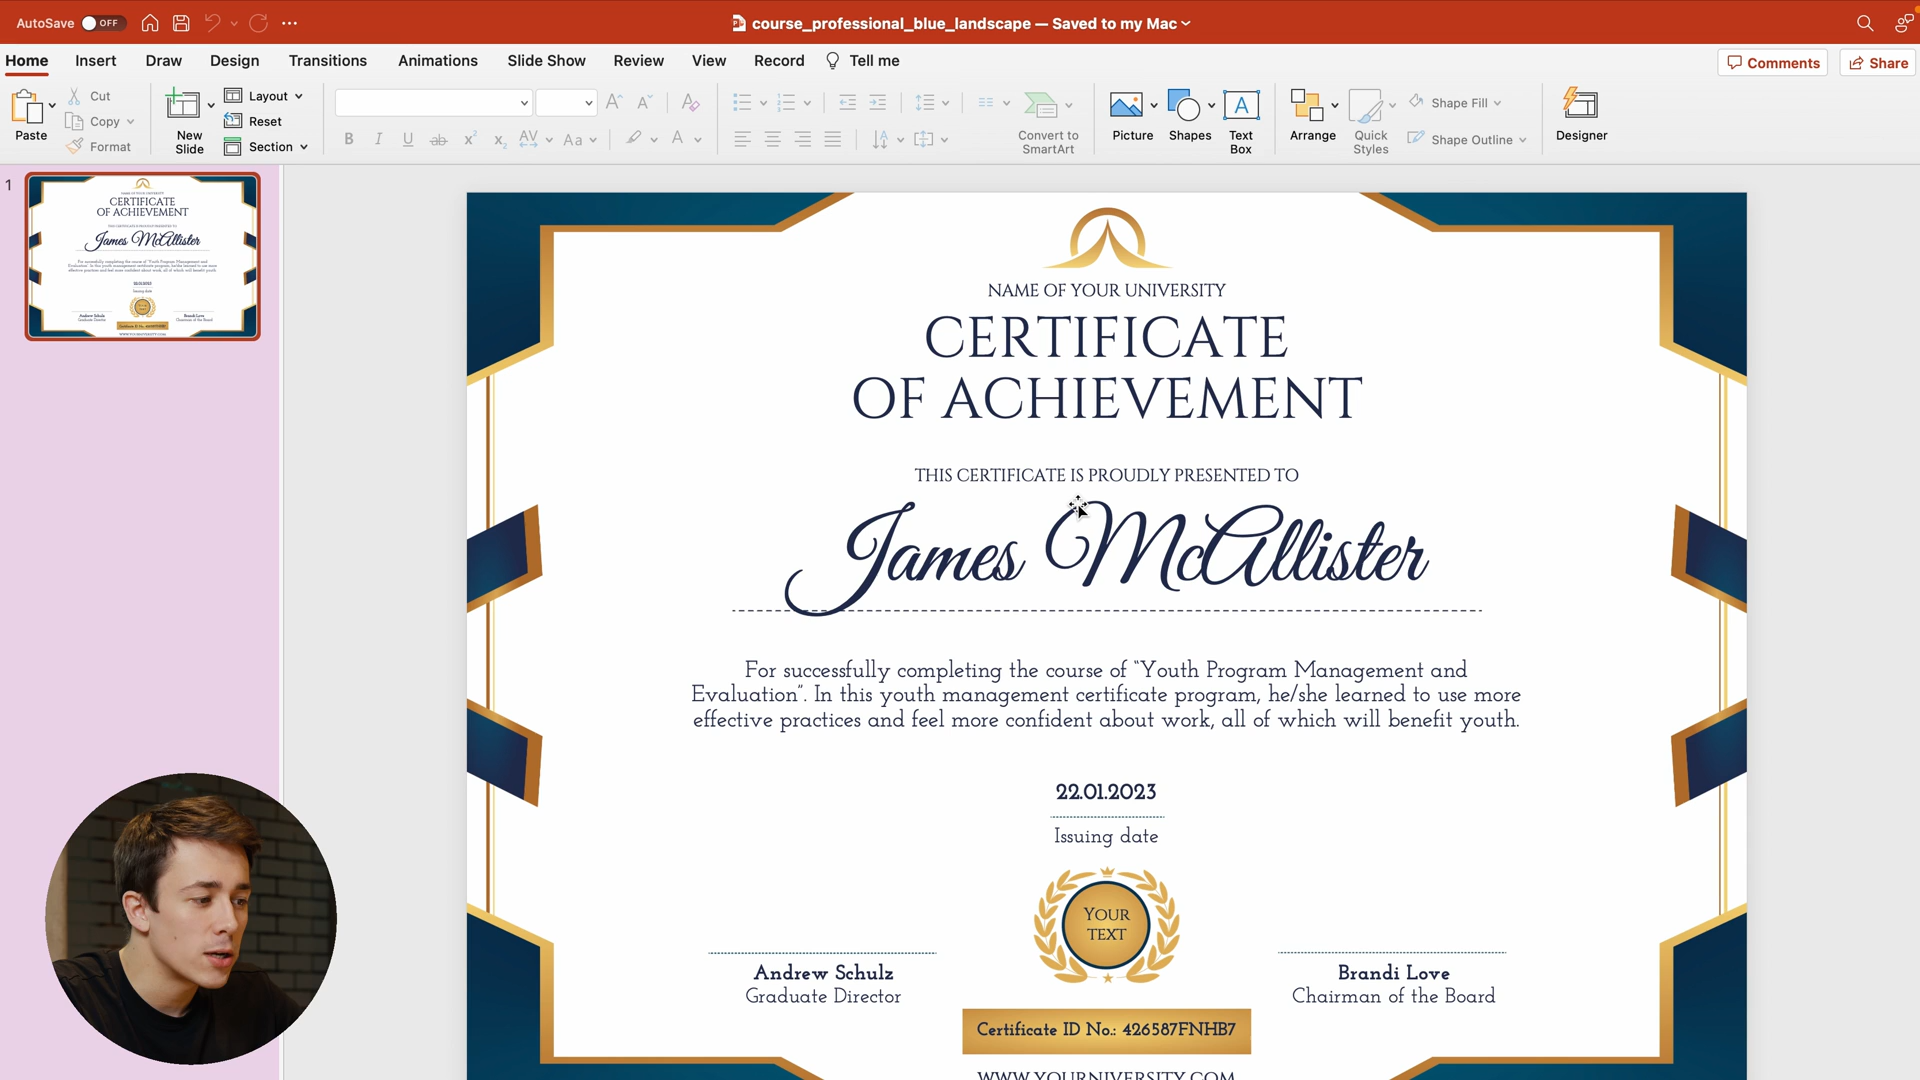 AutoSave OFF
course_professional_blue_landscape — Saved to my Mac
Home Insert Draw Design Transitions Animations Slide Show Review View Record Tell me
Comments Share
Paste
Cut
Copy
Format
New
Slide
Layout
Reset
Section
Convert to
SmartArt
Picture
Shapes
Text
Box
Arrange
Quick
Styles
Shape Fill
Shape Outline
Designer
1
CERTIFICATE
OF ACHIEVEMENT
James McAllister
NAME OF YOUR UNIVERSITY
CERTIFICATE
OF ACHIEVEMENT
THIS CERTIFICATE IS PROUDLY PRESENTED TO
James McAllister
For successfully completing the course of “Youth Program Management and
Evaluation”. In this youth management certificate program, he/she learned to use more
effective practices and feel more confident about work, all of which will benefit youth.
22.01.2023
Issuing date
YOUR
TEXT
Andrew Schulz
Graduate Director
Brandi Love
Chairman of the Board
Certificate ID No.: 426587FNHB7
WWW.YOURNIVERSITY.COM